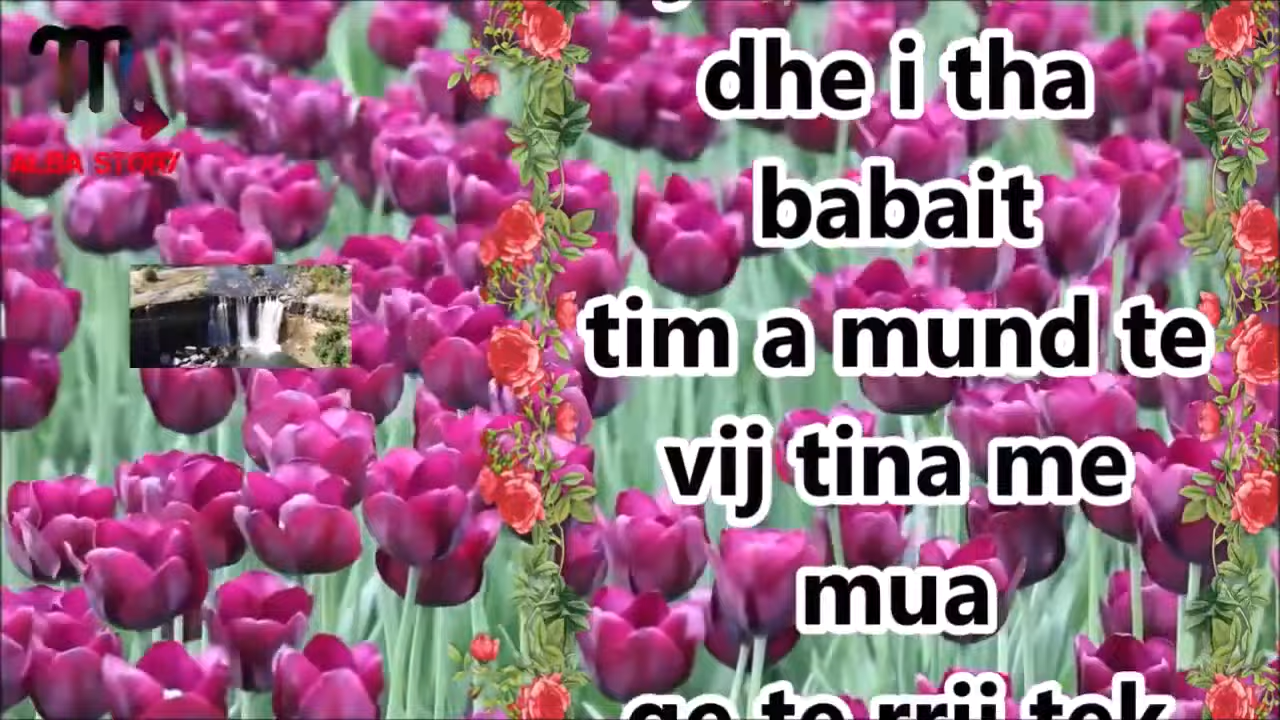 ALBA STORY
dhe i tha
babait
tim a mund te
vij tina me
mua
qe te rrij tek